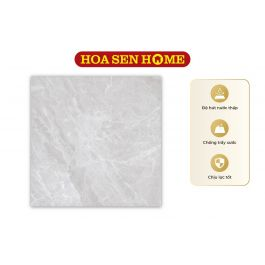 HOA SEN HOME
Độ hút nước thấp
Chống trầy xước
Chịu lực tốt